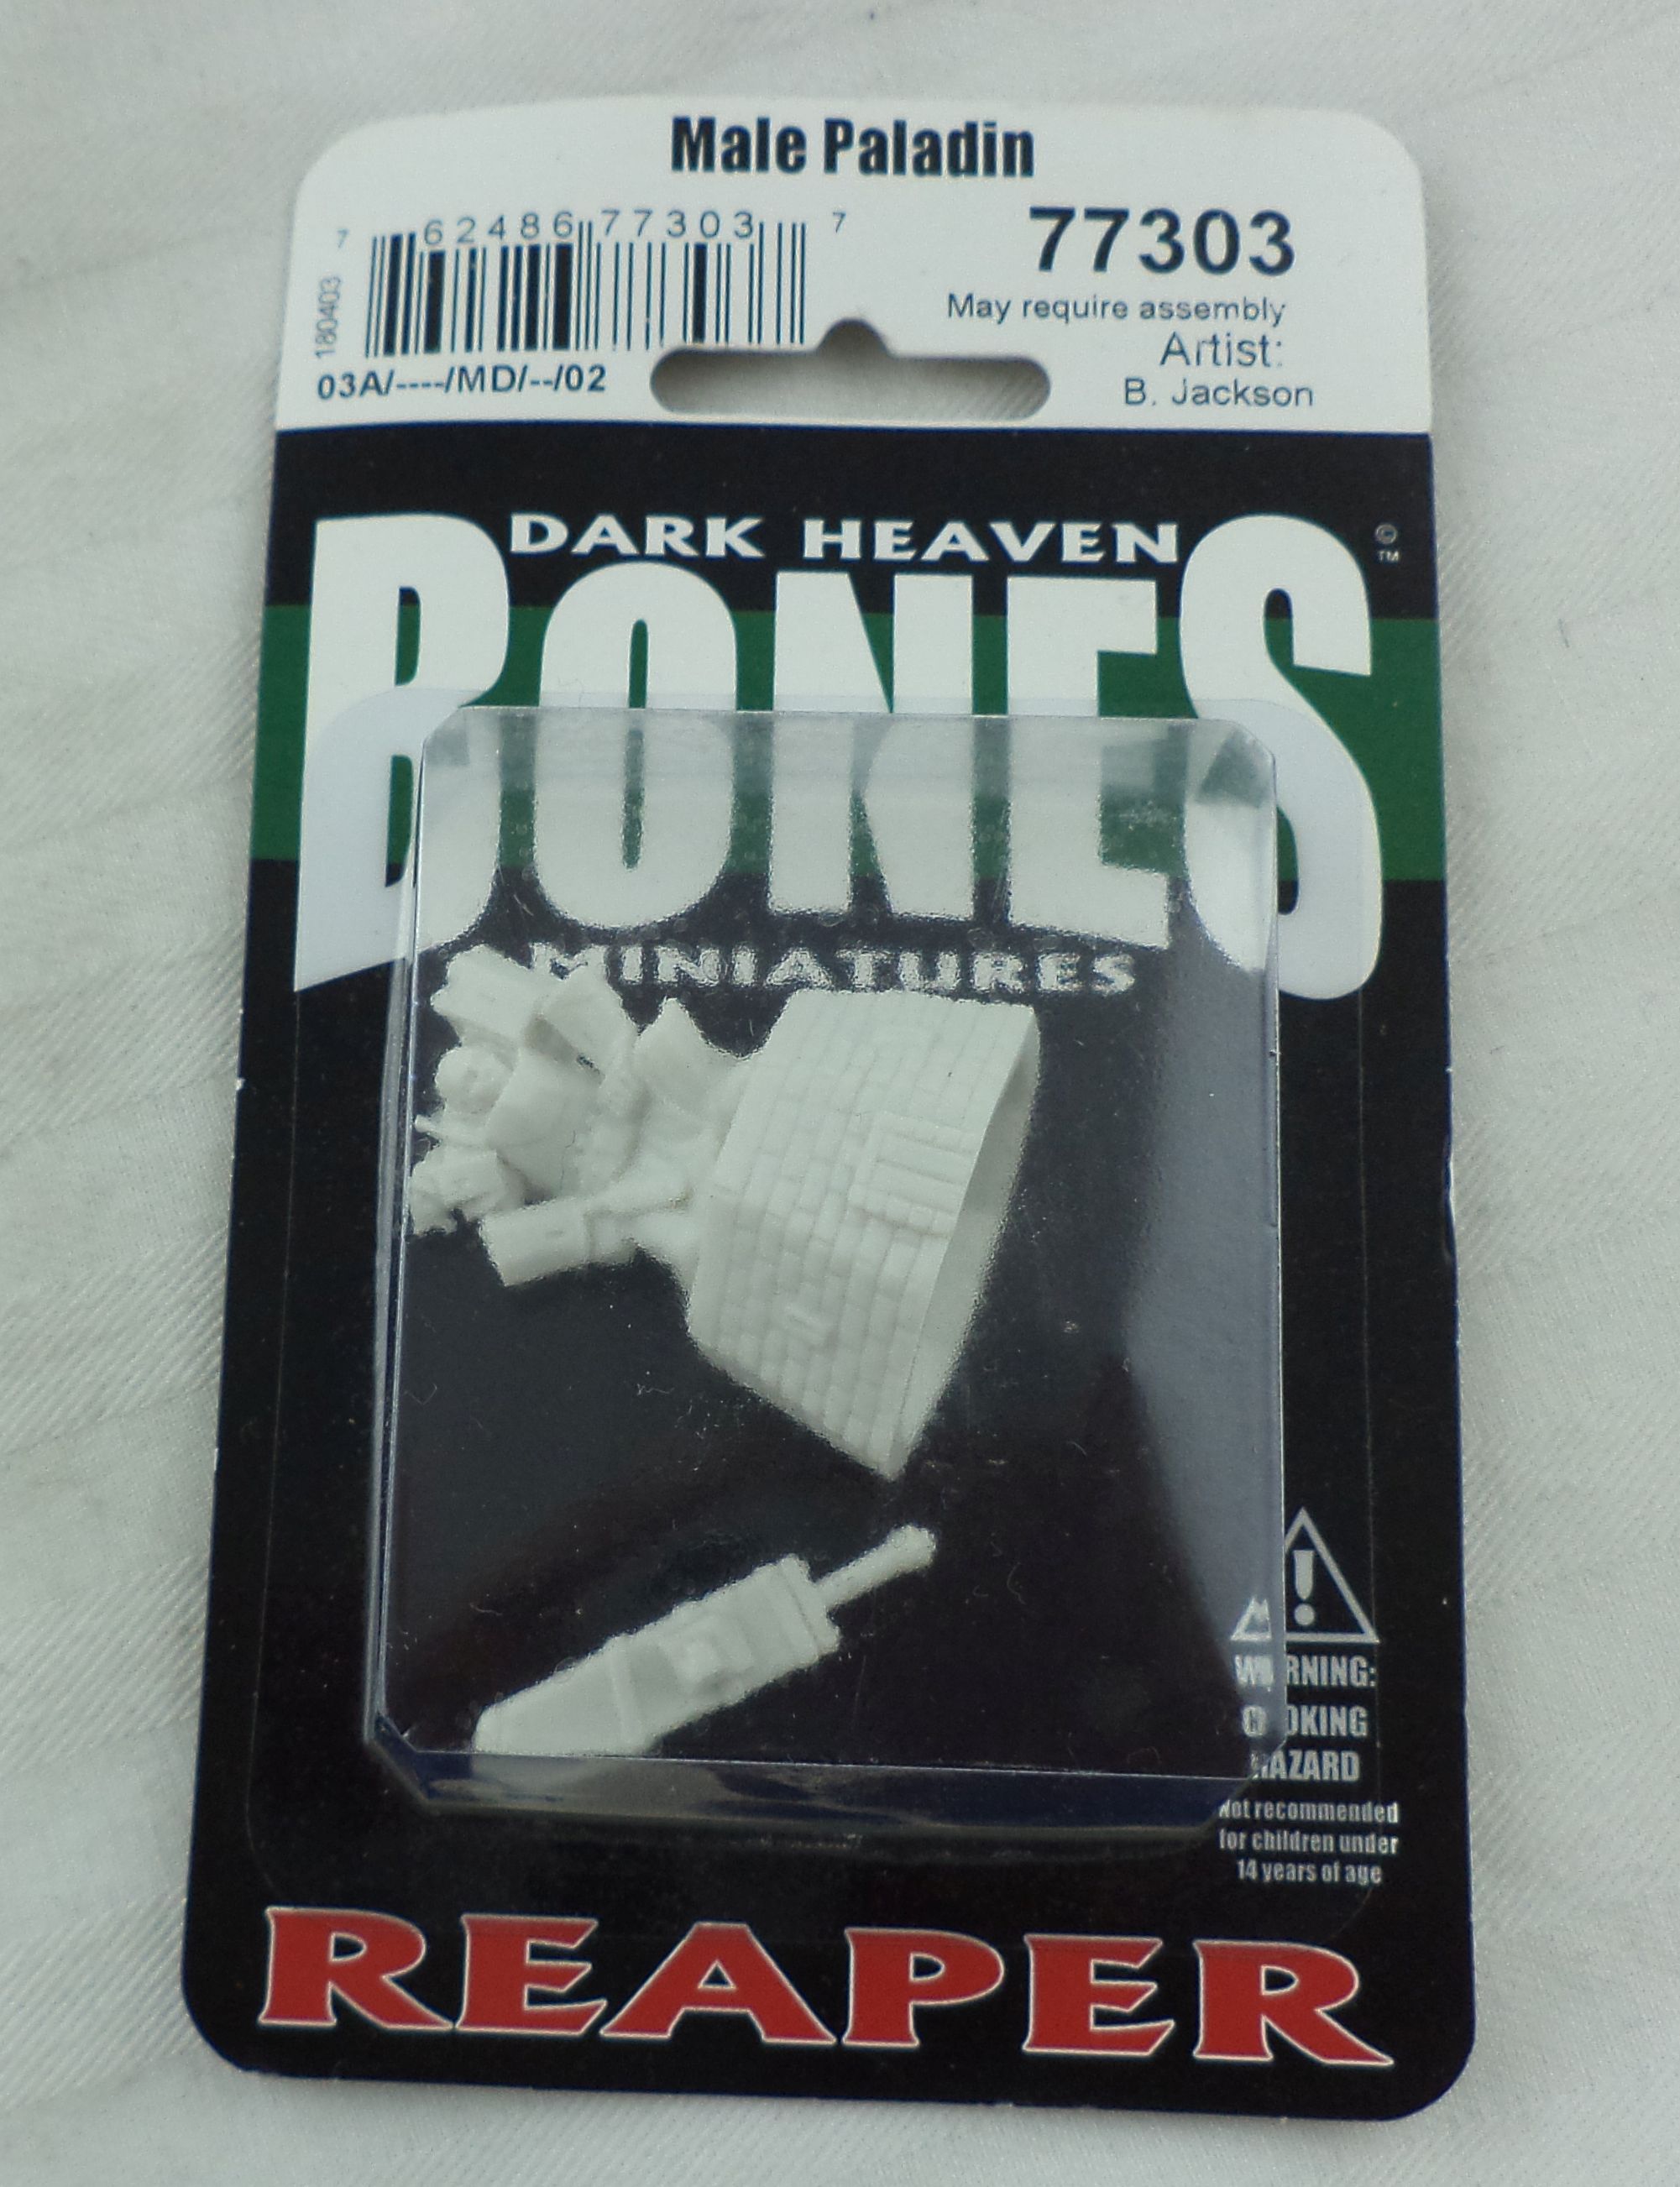 Male Paladin
7 62486 77303 7
180403
03A/----/MD/--/02
77303
May require assembly
Artist:
B. Jackson
DARK HEAVEN
BONES
©
TM
MINIATURES
WARNING:
CHOKING
HAZARD
Not recommended
for children under
14 years of age
REAPER